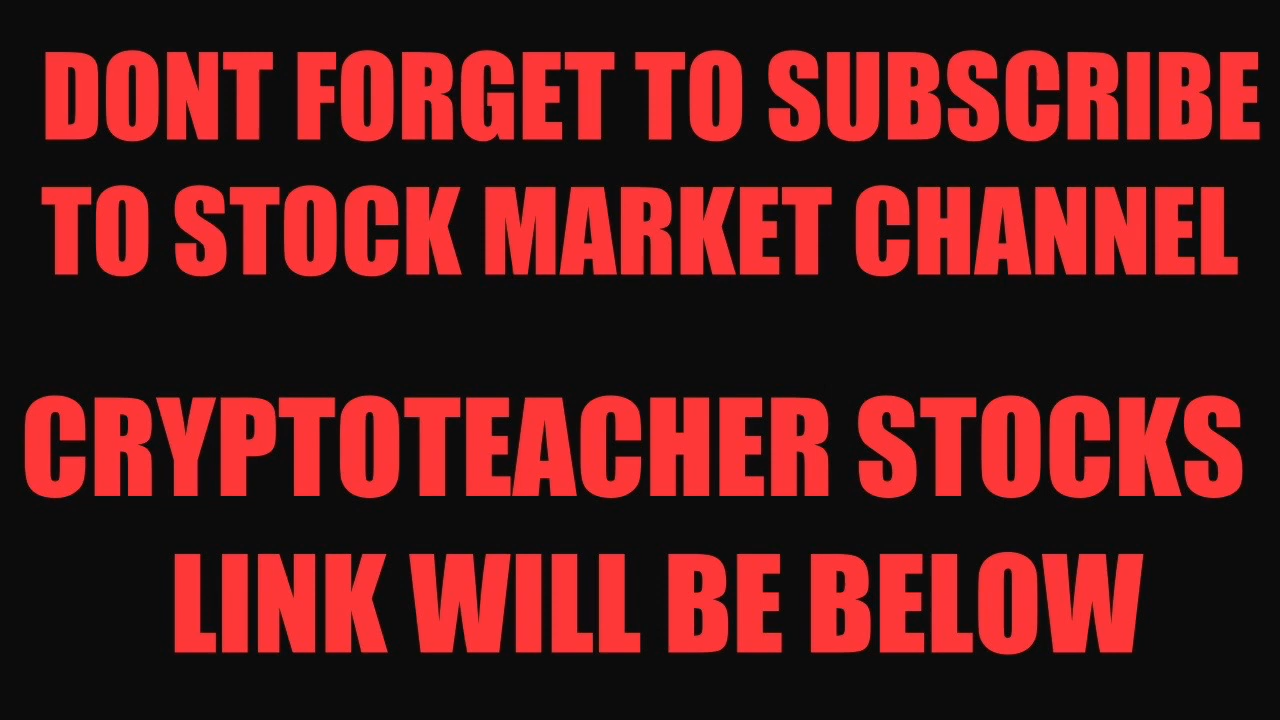 DONT FORGET TO SUBSCRIBE
TO STOCK MARKET CHANNEL
CRYPTOTEACHER STOCKS
LINK WILL BE BELOW